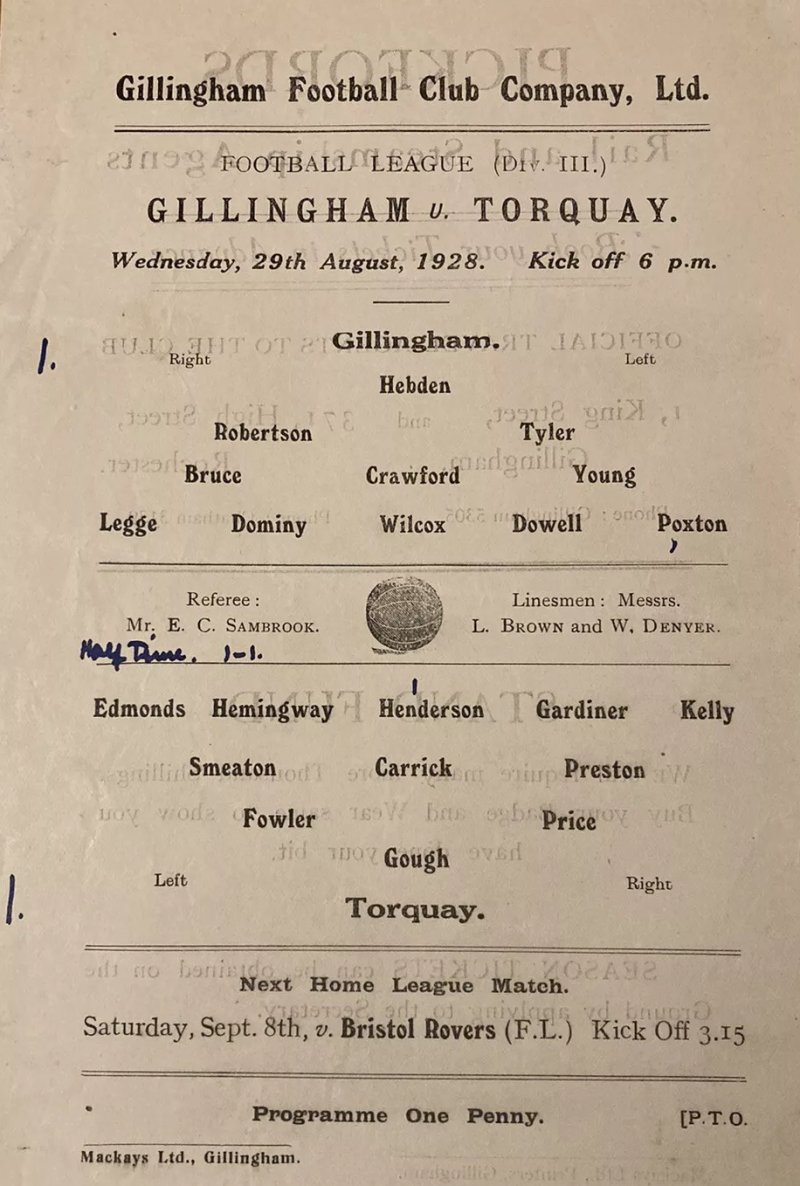 Gillingham Football Club Company, Ltd.
FOOTBALL LEAGUE (Div. III.)
GILLINGHAM v. TORQUAY.
Wednesday, 29th August, 1928. Kick off 6 p.m.
1.
Gillingham.
Right Left
Hebden
Robertson Tyler
Bruce Crawford Young
Legge Dominy Wilcox Dowell Poxton
Referee : Linesmen : Messrs.
Mr. E. C. SAMBROOK. L. BROWN and W. DENYER.
Half Time. 1-1.
Edmonds Hemingway Henderson Gardiner Kelly
Smeaton Carrick Preston
Fowler Price
Gough
Left Right
1.
Torquay.
Next Home League Match.
Saturday, Sept. 8th, v. Bristol Rovers (F.L.) Kick Off 3.15
Programme One Penny. [P.T.O.
Mackays Ltd., Gillingham.